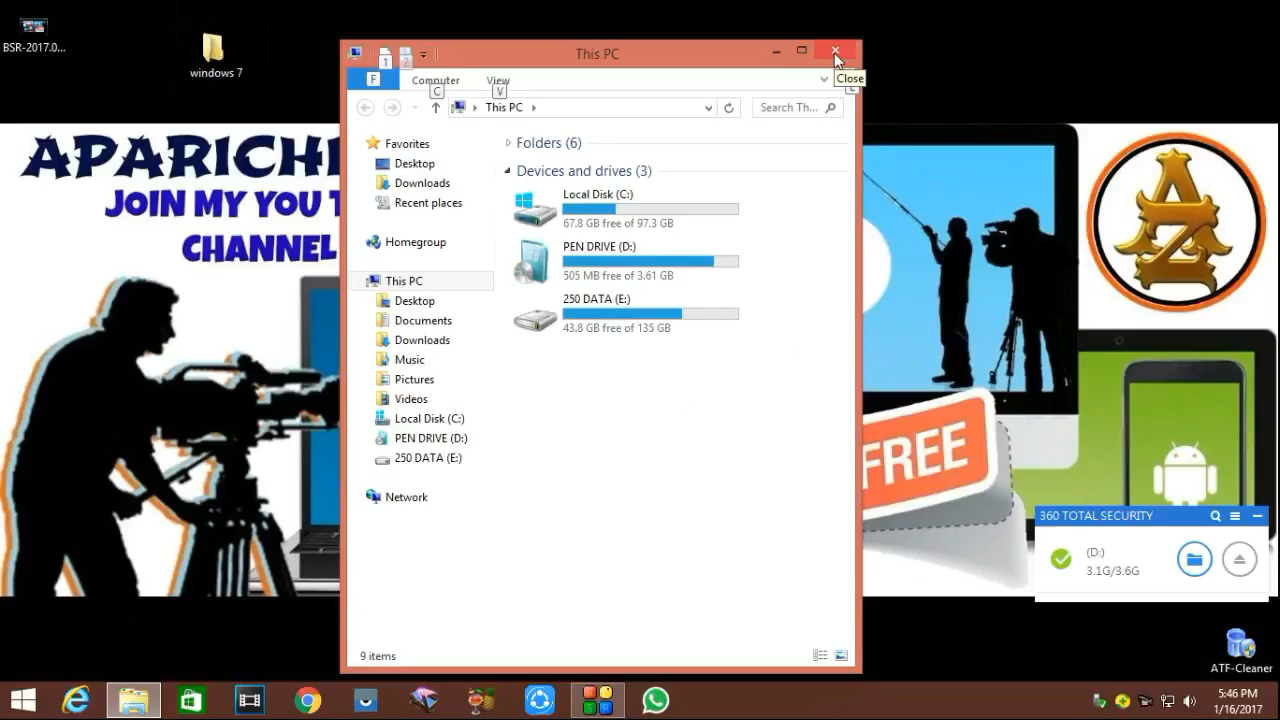 BSR-2017.0...
windows 7
This PC
1
2
F
Computer
View
C
V
Close
This PC
Search Th...
Favorites
Desktop
Downloads
Recent places
Homegroup
This PC
Desktop
Documents
Downloads
Music
Pictures
Videos
Local Disk (C:)
PEN DRIVE (D:)
250 DATA (E:)
Network
Folders (6)
Devices and drives (3)
Local Disk (C:)
67.8 GB free of 97.3 GB
PEN DRIVE (D:)
505 MB free of 3.61 GB
250 DATA (E:)
43.8 GB free of 135 GB
9 items
JOIN MY YOU T
CHANNEL
AZ
FREE
360 TOTAL SECURITY
(D:)
3.1G/3.6G
ATF-Cleaner
5:46 PM
1/16/2017